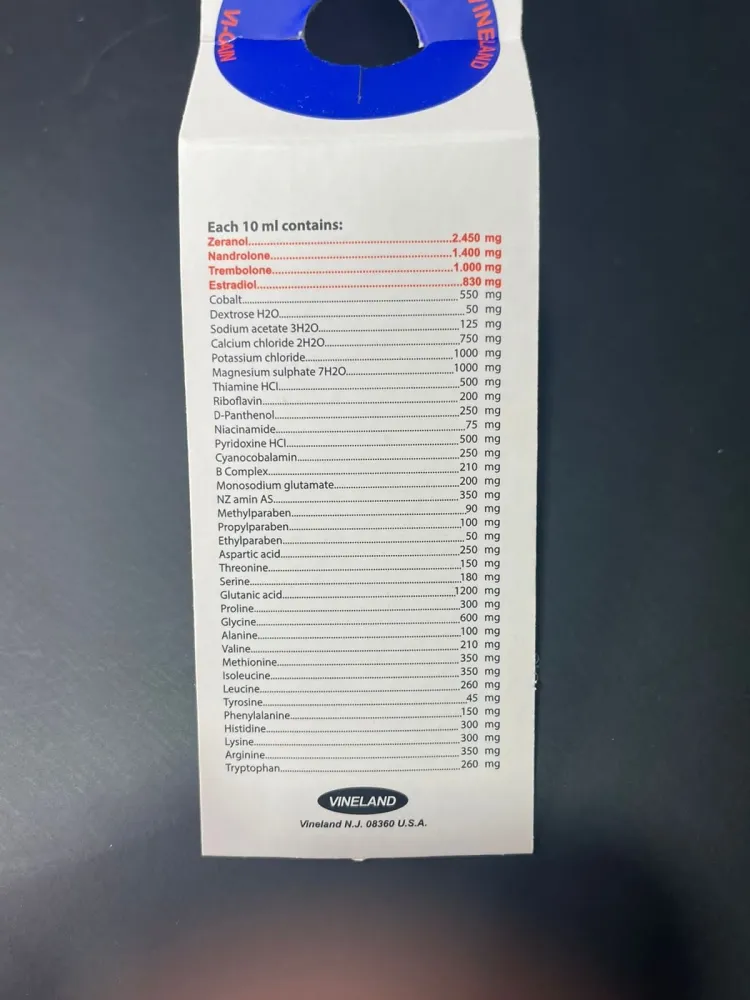 VI-GAIN VINELAND
Each 10 ml contains:
Zeranol 2.450 mg
Nandrolone 1.400 mg
Trembolone 1.000 mg
Estradiol 830 mg
Cobalt 550 mg
Dextrose H2O 50 mg
Sodium acetate 3H2O 125 mg
Calcium chloride 2H2O 750 mg
Potassium chloride 1000 mg
Magnesium sulphate 7H2O 1000 mg
Thiamine HCl 500 mg
Riboflavin 200 mg
D-Panthenol 250 mg
Niacinamide 75 mg
Pyridoxine HCl 500 mg
Cyanocobalamin 250 mg
B Complex 210 mg
Monosodium glutamate 200 mg
NZ amin AS 350 mg
Methylparaben 90 mg
Propylparaben 100 mg
Ethylparaben 50 mg
Aspartic acid 250 mg
Threonine 150 mg
Serine 180 mg
Glutanic acid 1200 mg
Proline 300 mg
Glycine 600 mg
Alanine 100 mg
Valine 210 mg
Methionine 350 mg
Isoleucine 350 mg
Leucine 260 mg
Tyrosine 45 mg
Phenylalanine 150 mg
Histidine 300 mg
Lysine 300 mg
Arginine 350 mg
Tryptophan 260 mg
VINELAND
Vineland N.J. 08360 U.S.A.